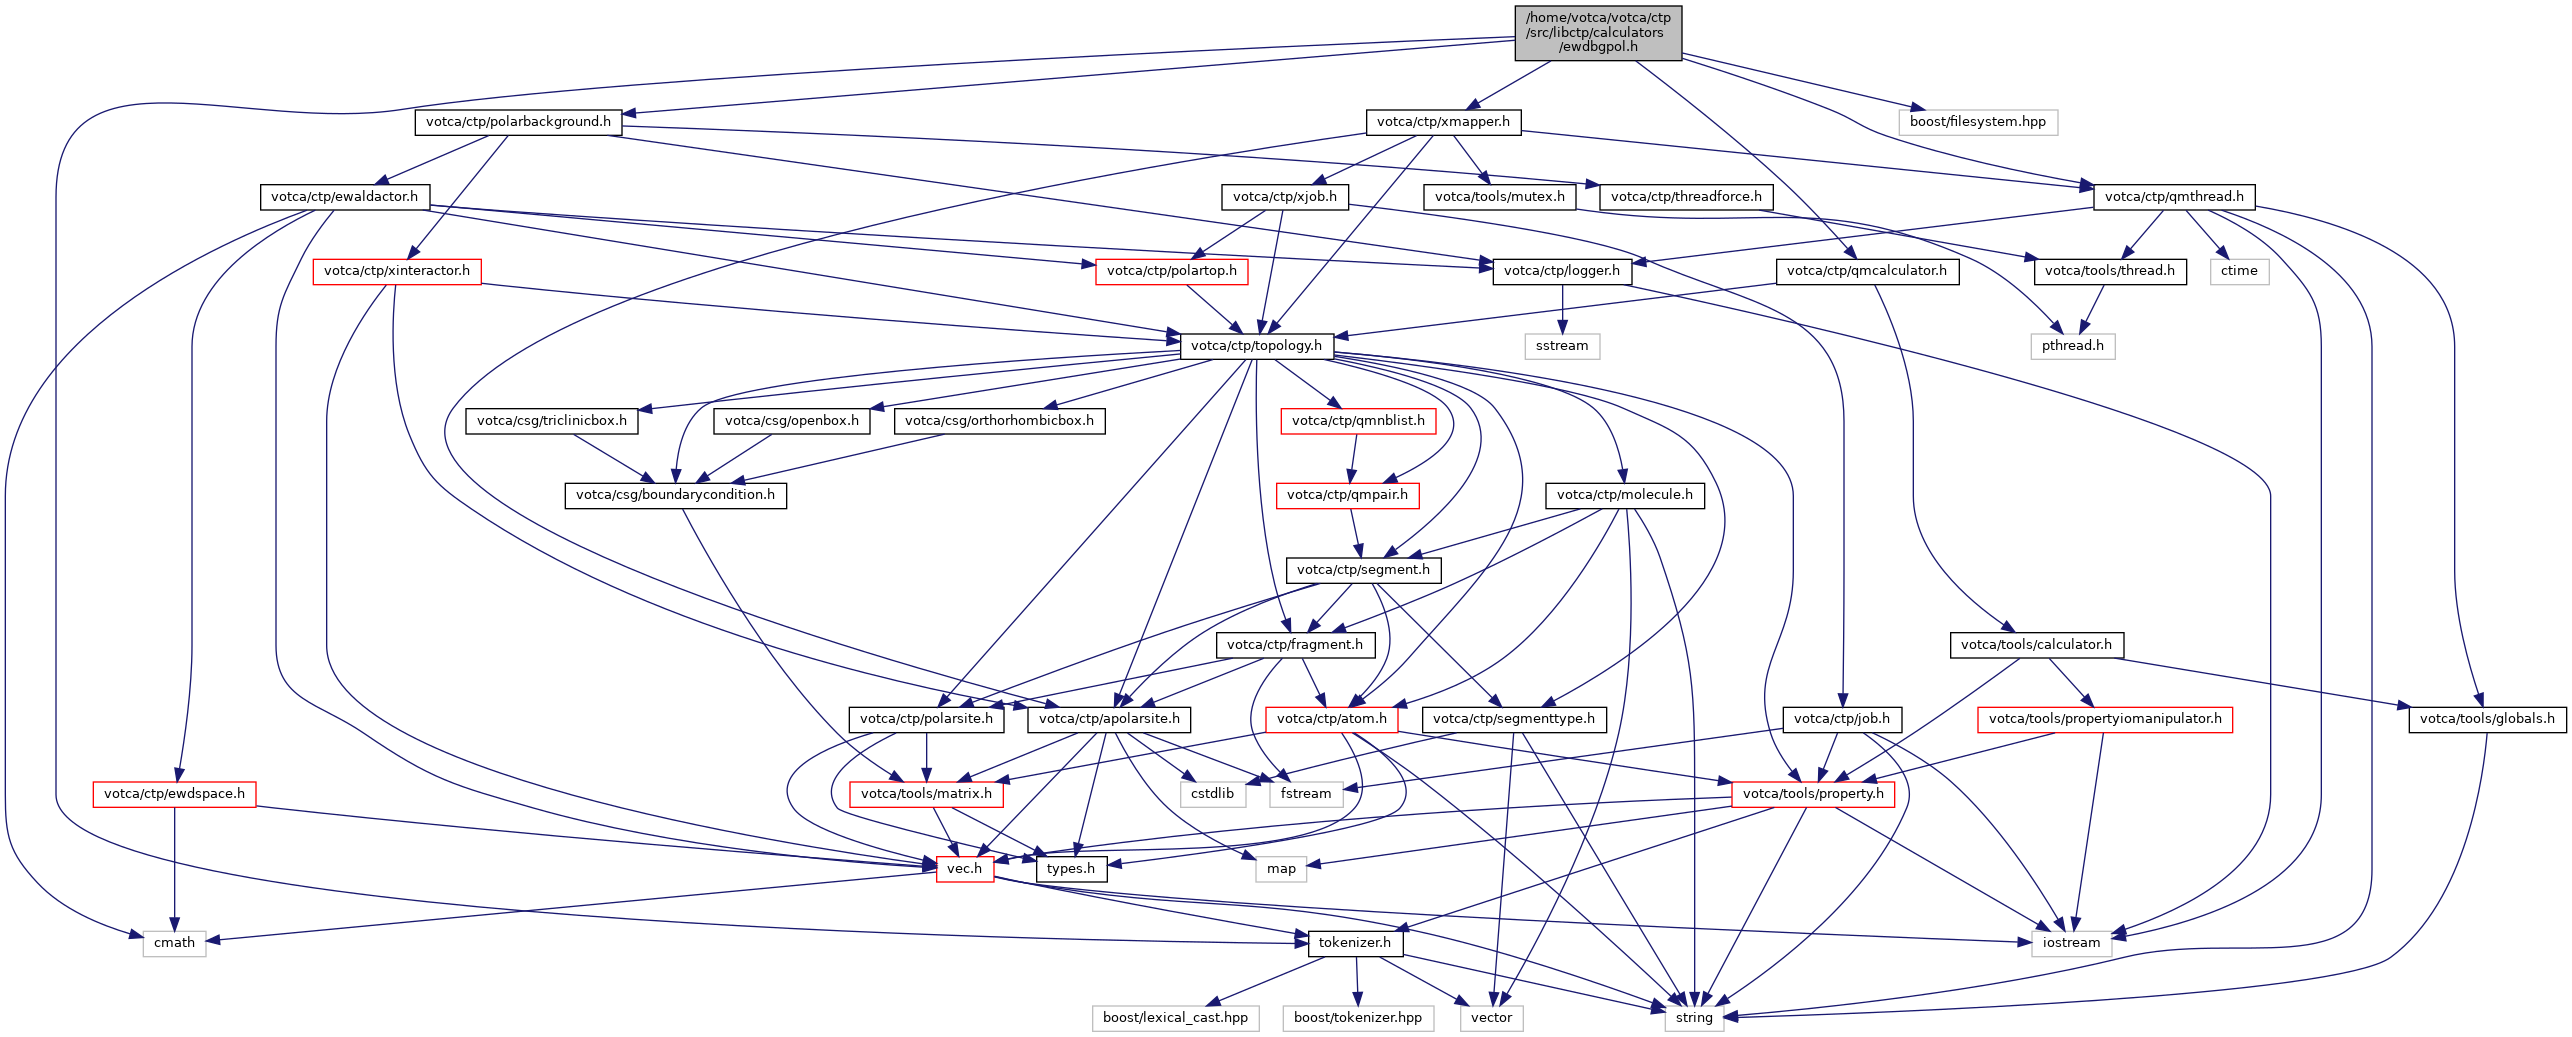 /home/votca/votca/ctp
/src/libctp/calculators
/ewdbgpol.h
votca/ctp/polarbackground.h
votca/ctp/xmapper.h
boost/filesystem.hpp
votca/ctp/ewaldactor.h
votca/ctp/xjob.h
votca/tools/mutex.h
votca/ctp/threadforce.h
votca/ctp/qmthread.h
votca/ctp/xinteractor.h
votca/ctp/polartop.h
votca/ctp/logger.h
votca/ctp/qmcalculator.h
votca/tools/thread.h
ctime
votca/ctp/topology.h
sstream
pthread.h
votca/csg/triclinicbox.h
votca/csg/openbox.h
votca/csg/orthorhombicbox.h
votca/ctp/qmnblist.h
votca/csg/boundarycondition.h
votca/ctp/qmpair.h
votca/ctp/molecule.h
votca/ctp/segment.h
votca/ctp/fragment.h
votca/tools/calculator.h
votca/ctp/polarsite.h
votca/ctp/apolarsite.h
votca/ctp/atom.h
votca/ctp/segmenttype.h
votca/ctp/job.h
votca/tools/propertyiomanipulator.h
votca/tools/globals.h
votca/ctp/ewdspace.h
votca/tools/matrix.h
cstdlib
fstream
votca/tools/property.h
vec.h
types.h
map
cmath
tokenizer.h
iostream
boost/lexical_cast.hpp
boost/tokenizer.hpp
vector
string